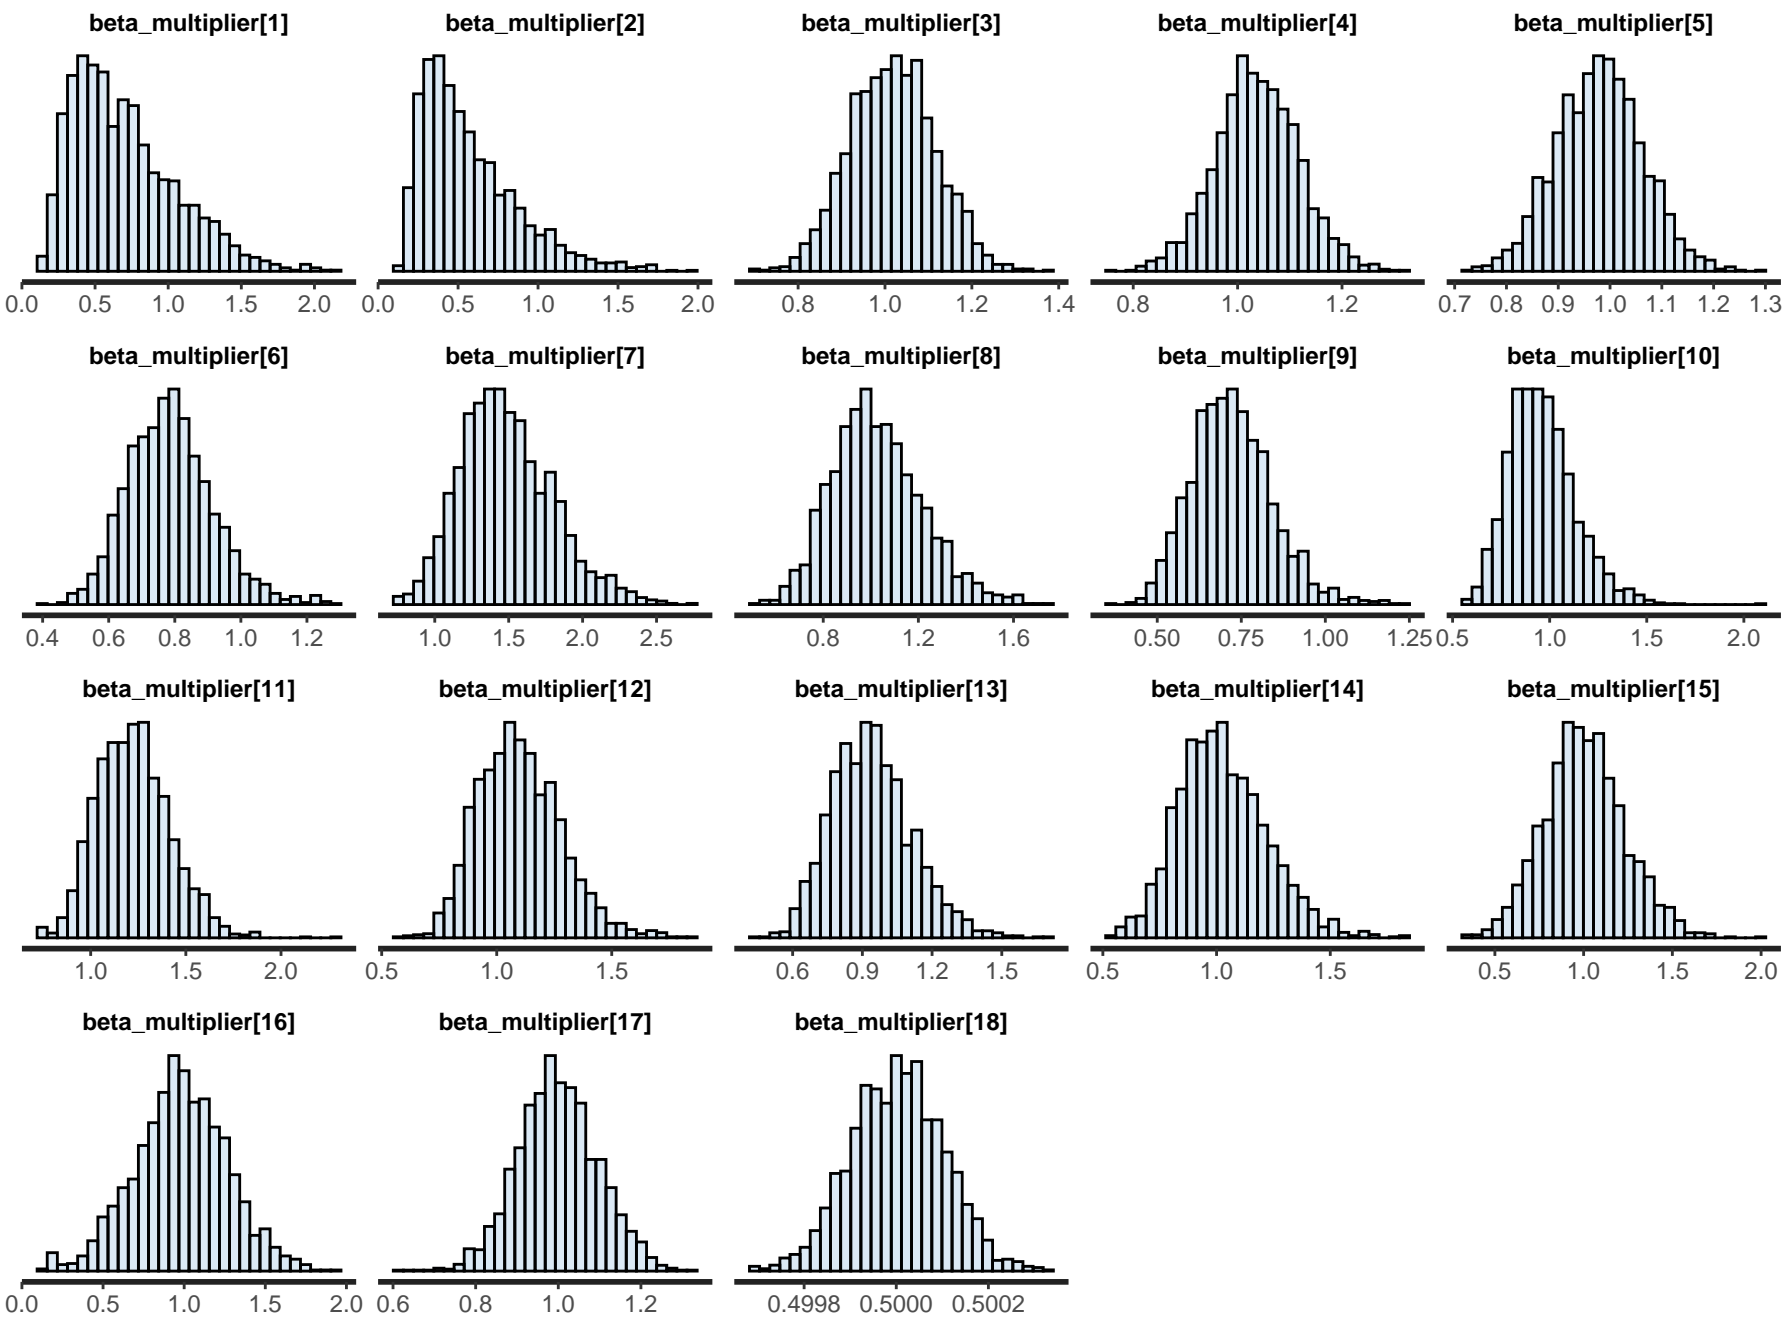 beta_multiplier[1] beta_multiplier[2] beta_multiplier[3] beta_multiplier[4] beta_multiplier[5]
0.0 0.5 1.0 1.5 2.0 0.0 0.5 1.0 1.5 2.0 0.8 1.0 1.2 1.4 0.8 1.0 1.2 0.7 0.8 0.9 1.0 1.1 1.2 1.3
beta_multiplier[6] beta_multiplier[7] beta_multiplier[8] beta_multiplier[9] beta_multiplier[10]
0.4 0.6 0.8 1.0 1.2 1.0 1.5 2.0 2.5 0.8 1.2 1.6 0.50 0.75 1.00 1.25 0.5 1.0 1.5 2.0
beta_multiplier[11] beta_multiplier[12] beta_multiplier[13] beta_multiplier[14] beta_multiplier[15]
1.0 1.5 2.0 0.5 1.0 1.5 0.6 0.9 1.2 1.5 0.5 1.0 1.5 0.5 1.0 1.5 2.0
beta_multiplier[16] beta_multiplier[17] beta_multiplier[18]
0.0 0.5 1.0 1.5 2.0 0.6 0.8 1.0 1.2 0.4998 0.5000 0.5002